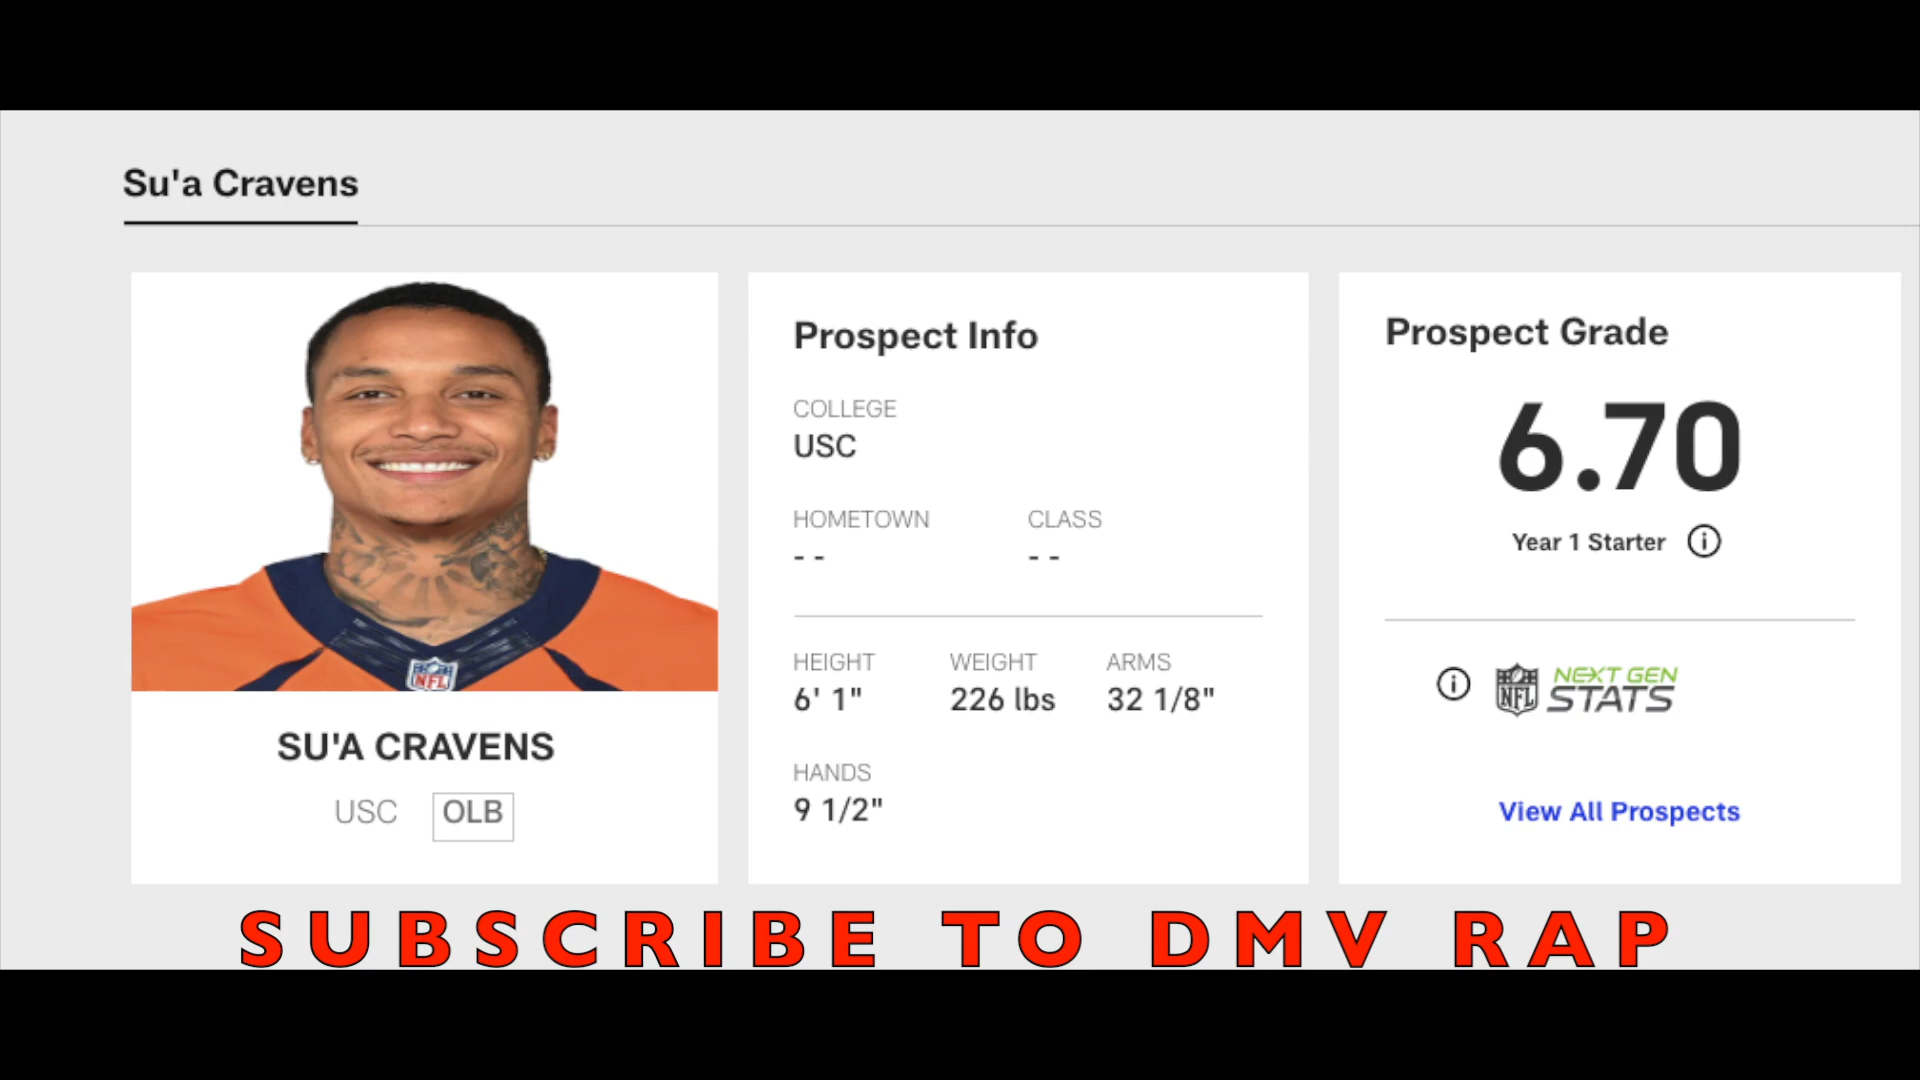 Su'a Cravens
NFL
SU'A CRAVENS
USC OLB
Prospect Info
COLLEGE
USC
HOMETOWN CLASS
- - - -
HEIGHT WEIGHT ARMS
6' 1" 226 lbs 32 1/8"
HANDS
9 1/2"
Prospect Grade
6.70
Year 1 Starter i
i NFL NEXT GEN
STATS
View All Prospects
SUBSCRIBE TO DMV RAP